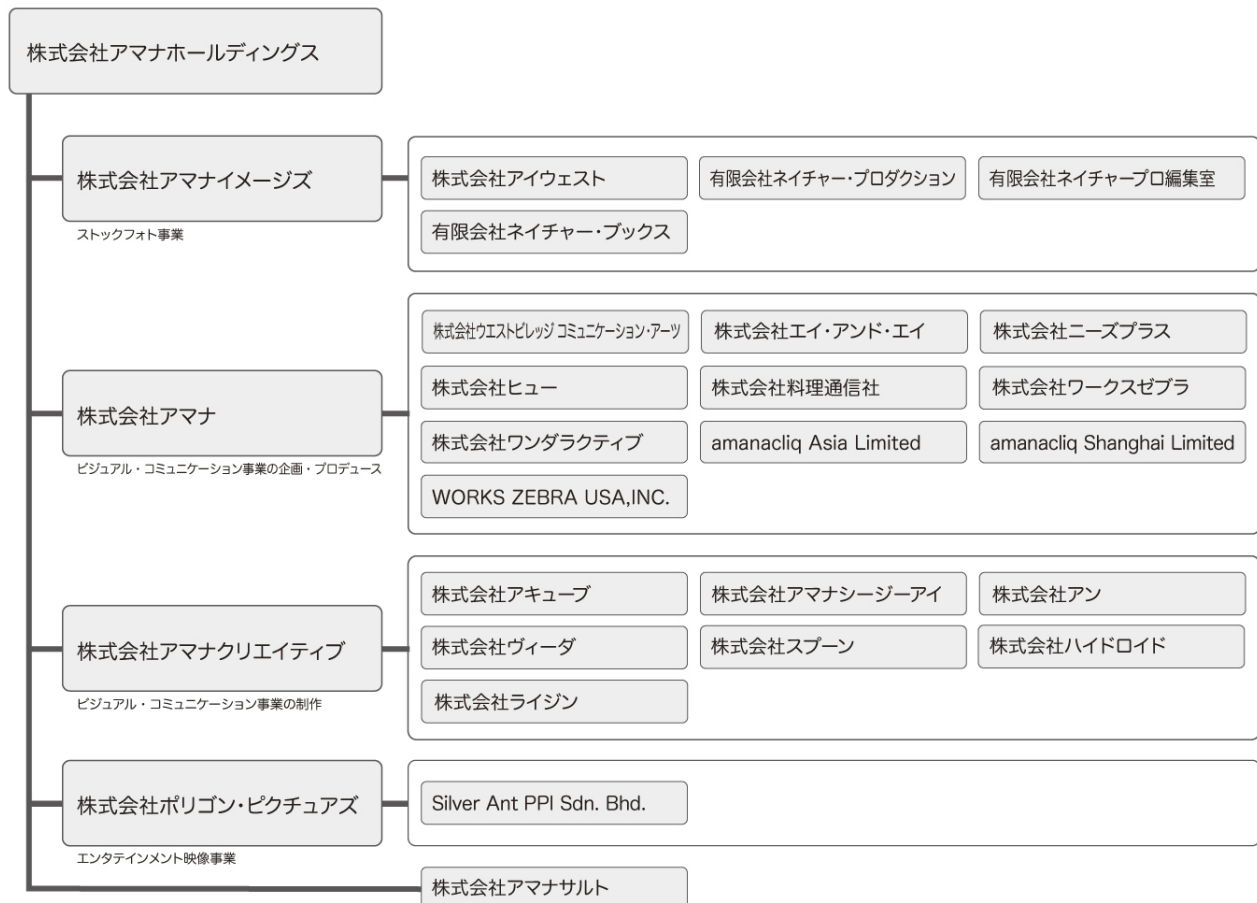 株式会社アマナホールディングス
株式会社アマナイメージズ
ストックフォト事業
株式会社アイウェスト
有限会社ネイチャー・プロダクション
有限会社ネイチャープロ編集室
有限会社ネイチャー・ブックス
株式会社アマナ
ビジュアル・コミュニケーション事業の企画・プロデュース
株式会社ウエストビレッジ コミュニケーション・アーツ
株式会社エイ・アンド・エイ
株式会社ニーズプラス
株式会社ヒュー
株式会社料理通信社
株式会社ワークスゼブラ
株式会社ワンダラクティブ
amanacliq Asia Limited
amanacliq Shanghai Limited
WORKS ZEBRA USA,INC.
株式会社アマナクリエイティブ
ビジュアル・コミュニケーション事業の制作
株式会社アキューブ
株式会社アマナシージーアイ
株式会社アン
株式会社ヴィーダ
株式会社スプーン
株式会社ハイドロイド
株式会社ライジン
株式会社ポリゴン・ピクチュアズ
エンタテインメント映像事業
Silver Ant PPI Sdn. Bhd.
株式会社アマナサルト